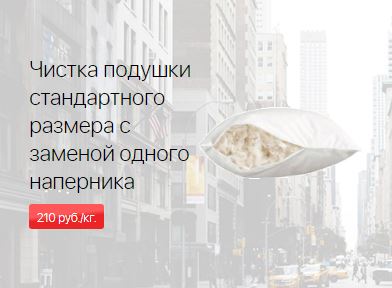 Чистка подушки
стандартного
размера с
заменой одного
наперника
210 руб./кг.